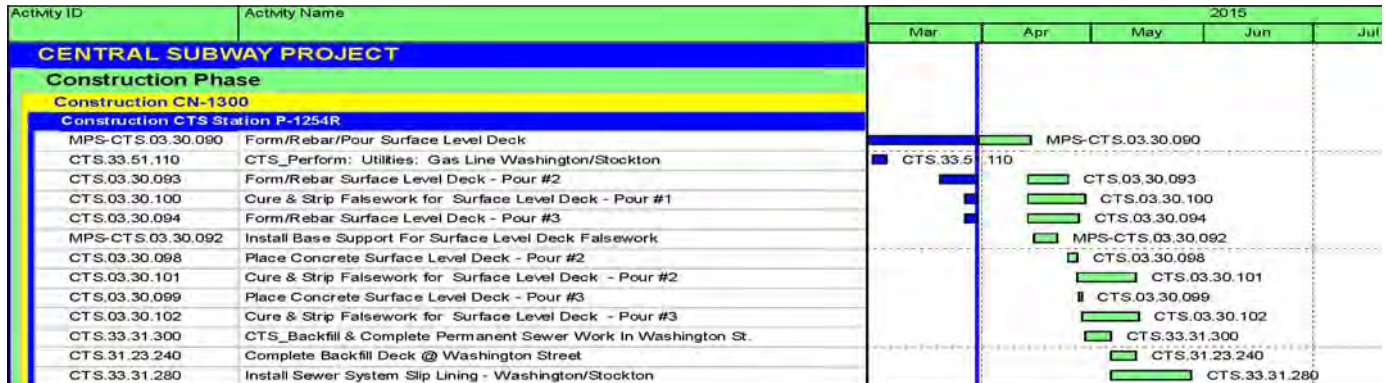 Activity ID Activity Name 2015
Mar Apr May Jun Jul
CENTRAL SUBWAY PROJECT
Construction Phase
Construction CN-1300
Construction CTS Station P-1254R
MPS-CTS.03.30.090 Form/Rebar/Pour Surface Level Deck MPS-CTS.03.30.090
CTS.33.51.110 CTS_Perform: Utilities: Gas Line Washington/Stockton CTS.33.51.110
CTS.03.30.093 Form/Rebar Surface Level Deck - Pour #2 CTS.03.30.093
CTS.03.30.100 Cure & Strip Falsework for Surface Level Deck - Pour #1 CTS.03.30.100
CTS.03.30.094 Form/Rebar Surface Level Deck - Pour #3 CTS.03.30.094
MPS-CTS.03.30.092 Install Base Support For Surface Level Deck Falsework MPS-CTS.03.30.092
CTS.03.30.098 Place Concrete Surface Level Deck - Pour #2 CTS.03.30.098
CTS.03.30.101 Cure & Strip Falsework for Surface Level Deck - Pour #2 CTS.03.30.101
CTS.03.30.099 Place Concrete Surface Level Deck - Pour #3 CTS.03.30.099
CTS.03.30.102 Cure & Strip Falsework for Surface Level Deck - Pour #3 CTS.03.30.102
CTS.33.31.300 CTS_Backfill & Complete Permanent Sewer Work In Washington St. CTS.33.31.300
CTS.31.23.240 Complete Backfill Deck @ Washington Street CTS.31.23.240
CTS.33.31.280 Install Sewer System Slip Lining - Washington/Stockton CTS.33.31.280